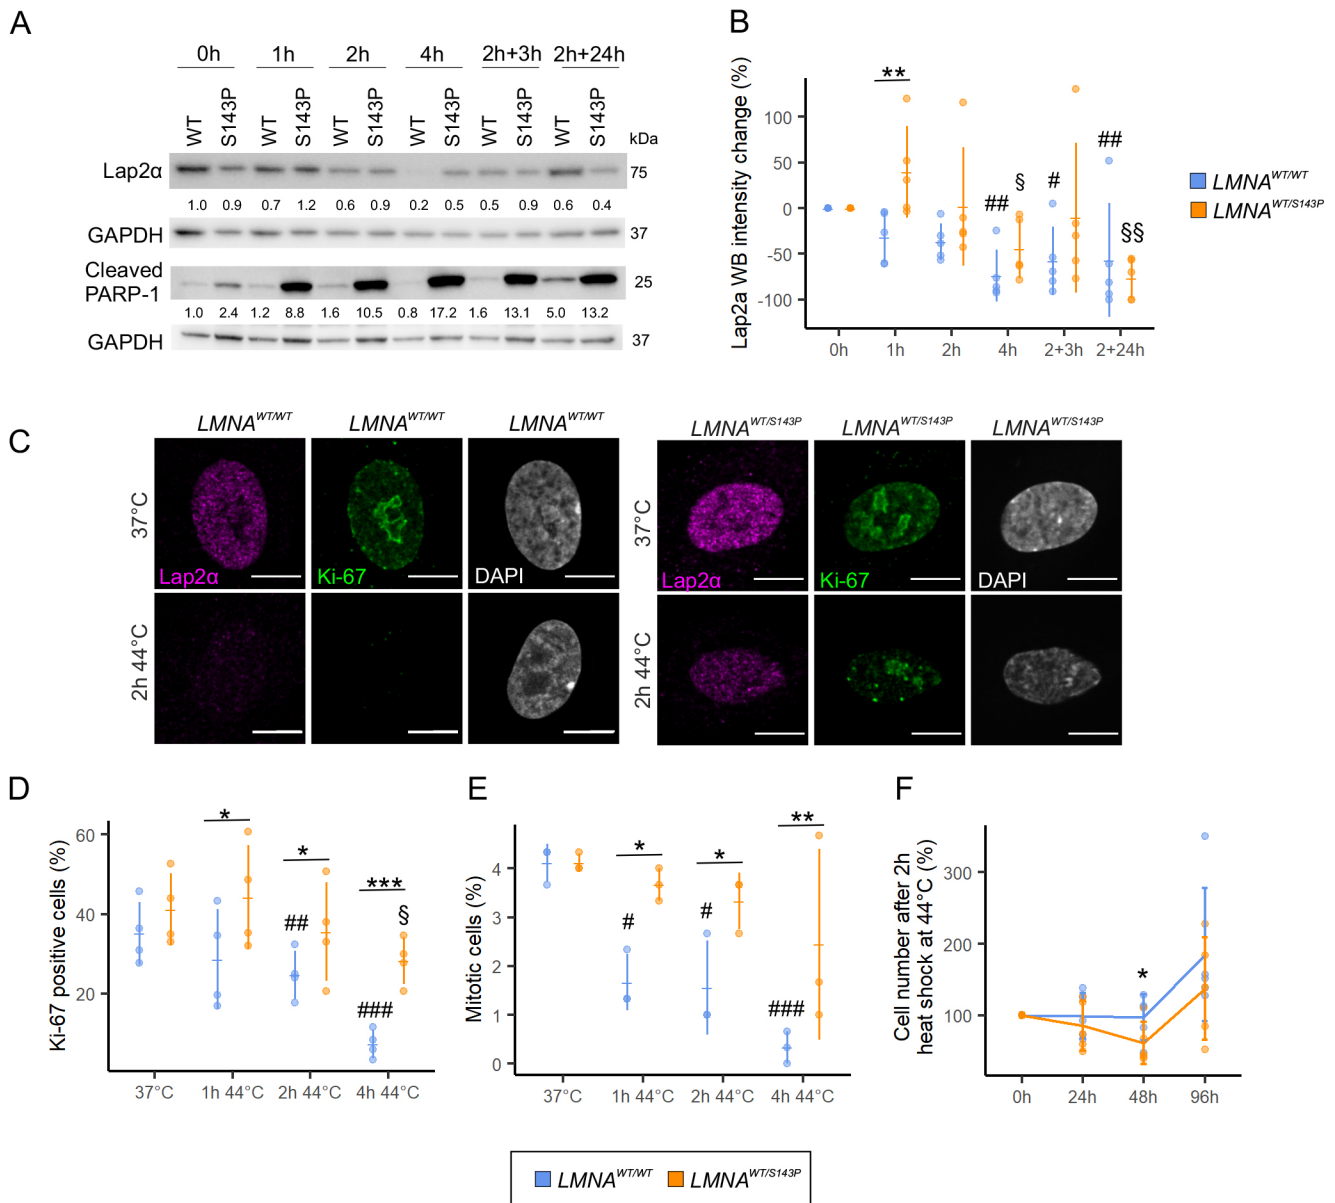 A
0h 1h 2h 4h 2h+3h 2h+24h
WT S143P WT S143P WT S143P WT S143P WT S143P WT S143P
kDa
Lap2α 75
1.0 0.9 0.7 1.2 0.6 0.9 0.2 0.5 0.5 0.9 0.6 0.4
GAPDH 37
Cleaved
PARP-1 25
1.0 2.4 1.2 8.8 1.6 10.5 0.8 17.2 1.6 13.1 5.0 13.2
GAPDH 37
B
Lap2a WB intensity change (%)
100
50
0
-50
-100
**
##
§
#
##
§§
0h 1h 2h 4h 2+3h 2+24h
LMNA^WT/WT
LMNA^WT/S143P
C
LMNA^WT/WT LMNA^WT/WT LMNA^WT/WT LMNA^WT/S143P LMNA^WT/S143P LMNA^WT/S143P
37°C
Lap2α Ki-67 DAPI
2h 44°C
37°C
Lap2α Ki-67 DAPI
2h 44°C
D
Ki-67 positive cells (%)
60
40
20
*
*
***
##
§
###
37°C 1h 44°C 2h 44°C 4h 44°C
E
Mitotic cells (%)
4
3
2
1
0
*
*
**
#
#
###
37°C 1h 44°C 2h 44°C 4h 44°C
F
Cell number after 2h
heat shock at 44°C (%)
300
200
100
*
0h 24h 48h 96h
LMNA^WT/WT LMNA^WT/S143P